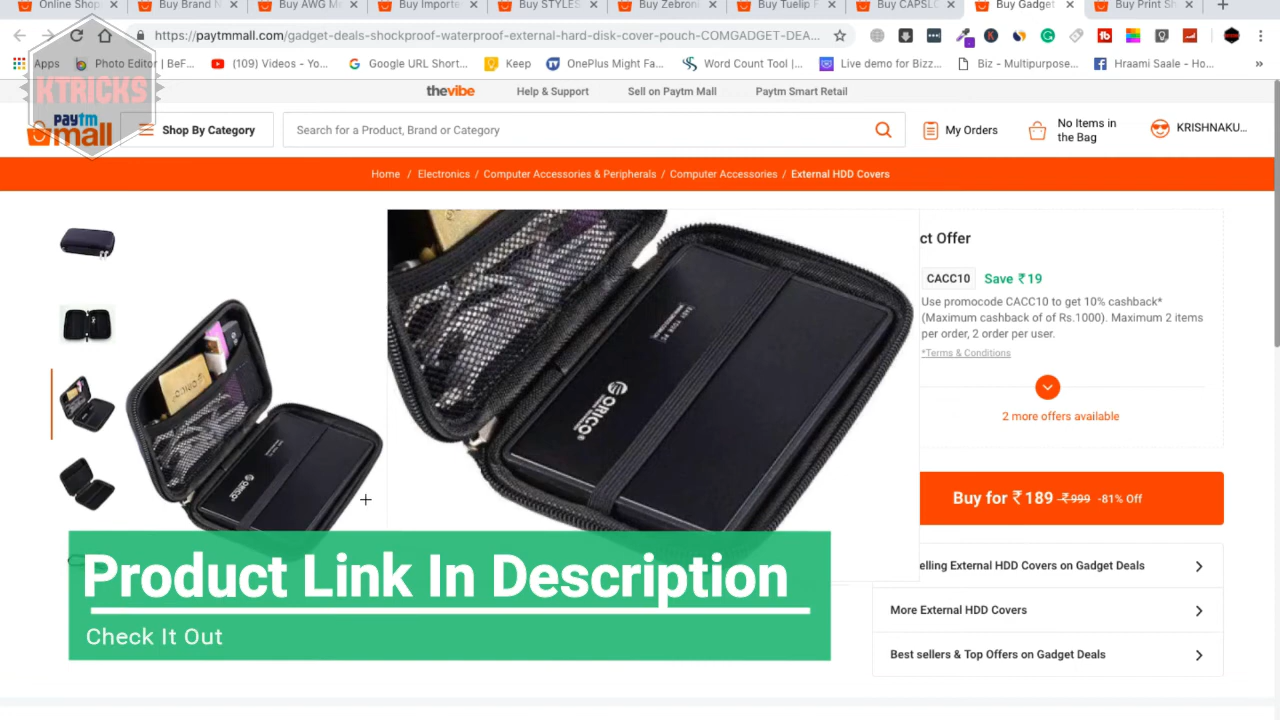 Online Shop
Buy Brand N
Buy AWG M
Buy Importe
Buy STYLES
Buy Zebroni
Buy Tuelip F
Buy CAPSLO
Buy Gadget
Buy Print Sh
https://paytmmall.com/gadget-deals-shockproof-waterproof-external-hard-disk-cover-pouch-COMGADGET-DEA...
Apps
Photo Editor | BeF...
(109) Videos - Yo...
Google URL Short...
Keep
OnePlus Might Fa...
Word Count Tool |...
Live demo for Bizz...
Biz - Multipurpose...
Hraami Saale - Ho...
»
KTRICKS
thevibe
Help & Support
Sell on Paytm Mall
Paytm Smart Retail
paytm
mall
Shop By Category
Search for a Product, Brand or Category
My Orders
No Items in
the Bag
KRISHNAKU...
Home / Electronics / Computer Accessories & Peripherals / Computer Accessories / External HDD Covers
ct Offer
CACC10 Save ₹19
Use promocode CACC10 to get 10% cashback*
(Maximum cashback of of Rs.1000). Maximum 2 items
per order, 2 order per user.
*Terms & Conditions
2 more offers available
ORICO
ORICO
Buy for ₹189 ₹999 -81% Off
elling External HDD Covers on Gadget Deals
More External HDD Covers
Best sellers & Top Offers on Gadget Deals
Product Link In Description
Check It Out